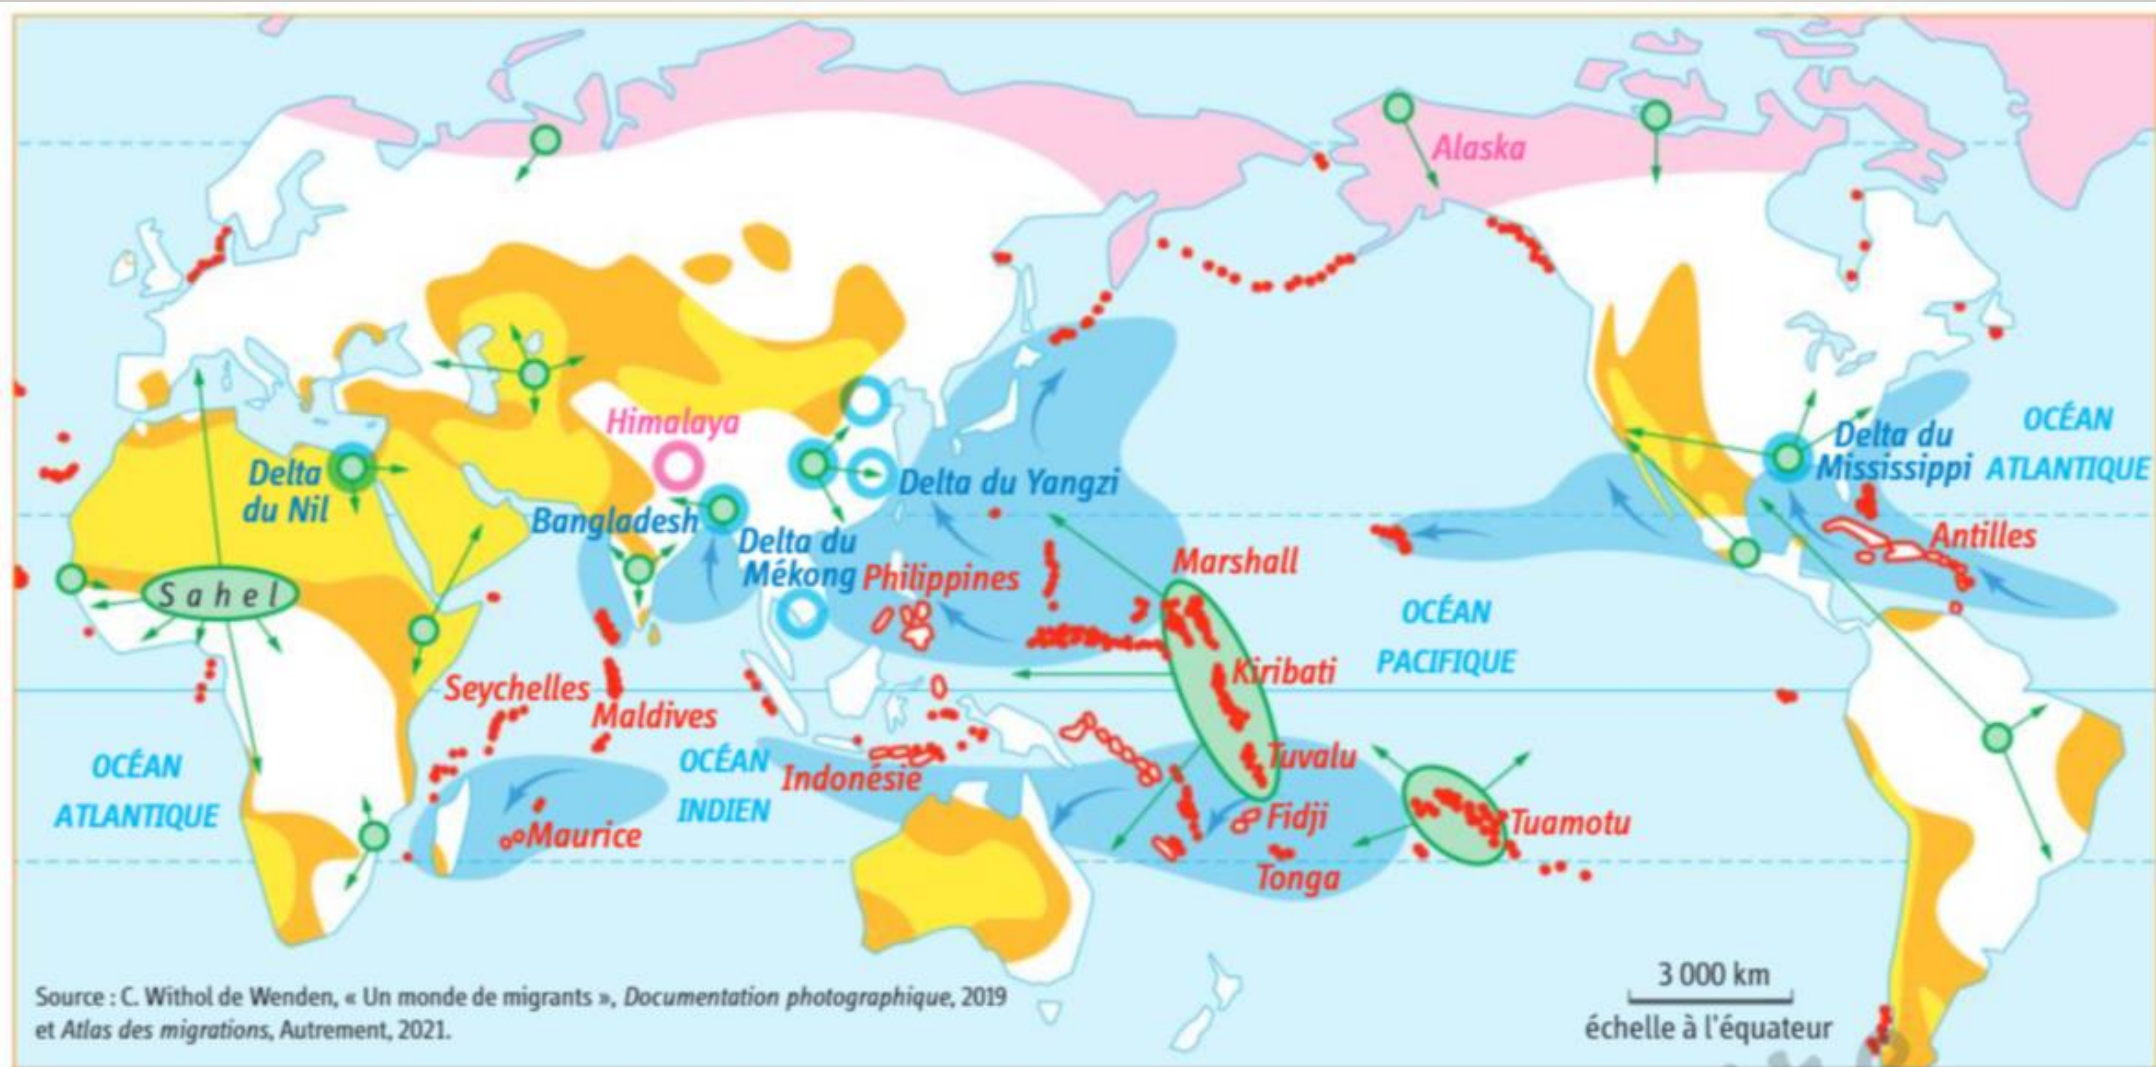 Alaska
Himalaya
Delta
du Nil
Bangladesh
Delta du Yangzi
Delta du
Mékong
Philippines
Marshall
Delta du
Mississippi
OCÉAN
ATLANTIQUE
Antilles
Sahel
OCÉAN
PACIFIQUE
Kiribati
Seychelles
Maldives
OCÉAN
ATLANTIQUE
OCÉAN
INDIEN
Indonésie
Tuvalu
Maurice
Fidji
Tuamotu
Tonga
3 000 km
échelle à l'équateur
Source : C. Withol de Wenden, « Un monde de migrants », Documentation photographique, 2019
et Atlas des migrations, Autrement, 2021.